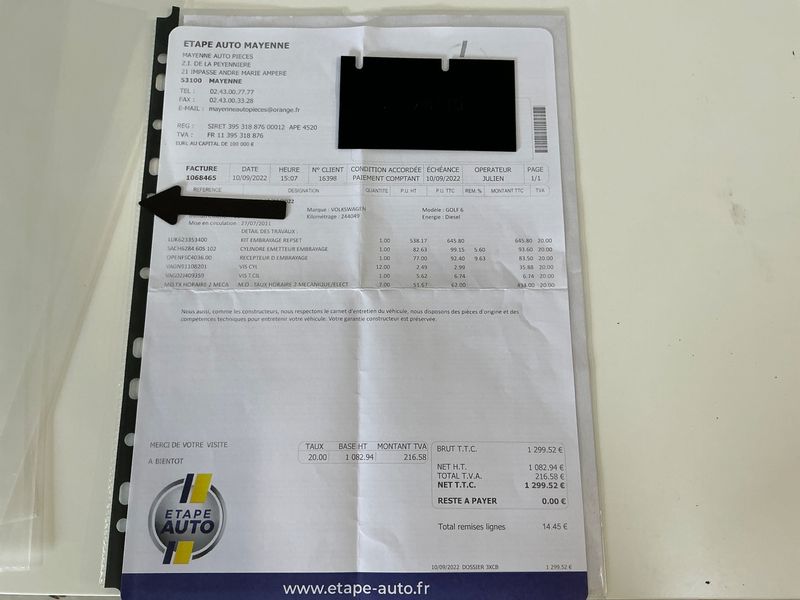 ETAPE AUTO MAYENNE
MAYENNE AUTO PIECES
Z.I. DE LA PEYENNIERE
21 IMPASSE ANDRE MARIE AMPERE
53100 MAYENNE
TEL : 02.43.00.77.77
FAX : 02.43.00.33.28
E-MAIL : mayenneautopieces@orange.fr
REG : SIRET 395 318 876 00012 APE 4520
TVA : FR 11 395 318 876
EURL AU CAPITAL DE 100 000 €
FACTURE DATE HEURE N° CLIENT CONDITION ACCORDÉE ÉCHÉANCE OPERATEUR PAGE
1068465 10/09/2022 15:07 16398 PAIEMENT COMPTANT 10/09/2022 JULIEN 1/1
REFERENCE DESIGNATION QUANTITE P.U. HT P.U. TTC REM. % MONTANT TTC TVA
Marque : VOLKSWAGEN Modèle : GOLF 6
Kilométrage : 244049 Energie : Diesel
Mise en circulation : 27/07/2011
DETAIL DES TRAVAUX :
LUK623353400 KIT EMBRAYAGE REPSET 1.00 538.17 645.80 645.80 20.00
SACH6284 605 102 CYLINDRE EMETTEUR EMBRAYAGE 1.00 82.63 99.15 5.60 93.60 20.00
OPENFSC4036.00 RECEPTEUR D EMBRAYAGE 1.00 77.00 92.40 9.63 83.50 20.00
VAGN91108201 VIS CYL 12.00 2.49 2.99 35.88 20.00
VAG02J409359 VIS T CIL 1.00 5.62 6.74 6.74 20.00
MO TX HORAIRE 2 MECA M.O : TAUX HORAIRE 2 MECANIQUE/ELECT 7.00 51.67 62.00 20.00
Nous aussi, comme les constructeurs, nous respectons le carnet d'entretien du véhicule, nous disposons des pièces d'origine et des
compétences techniques pour entretenir votre véhicule. Votre garantie constructeur est préservée.
MERCI DE VOTRE VISITE
A BIENTOT
TAUX BASE HT MONTANT TVA
20.00 1 082.94 216.58
BRUT T.T.C. 1 299.52 €
NET H.T. 1 082.94 €
TOTAL T.V.A. 216.58 €
NET T.T.C. 1 299.52 €
RESTE A PAYER 0.00 €
Total remises lignes 14.45 €
ETAPE
AUTO
10/09/2022 DOSSIER 3XCB 1 299.52 €
www.etape-auto.fr